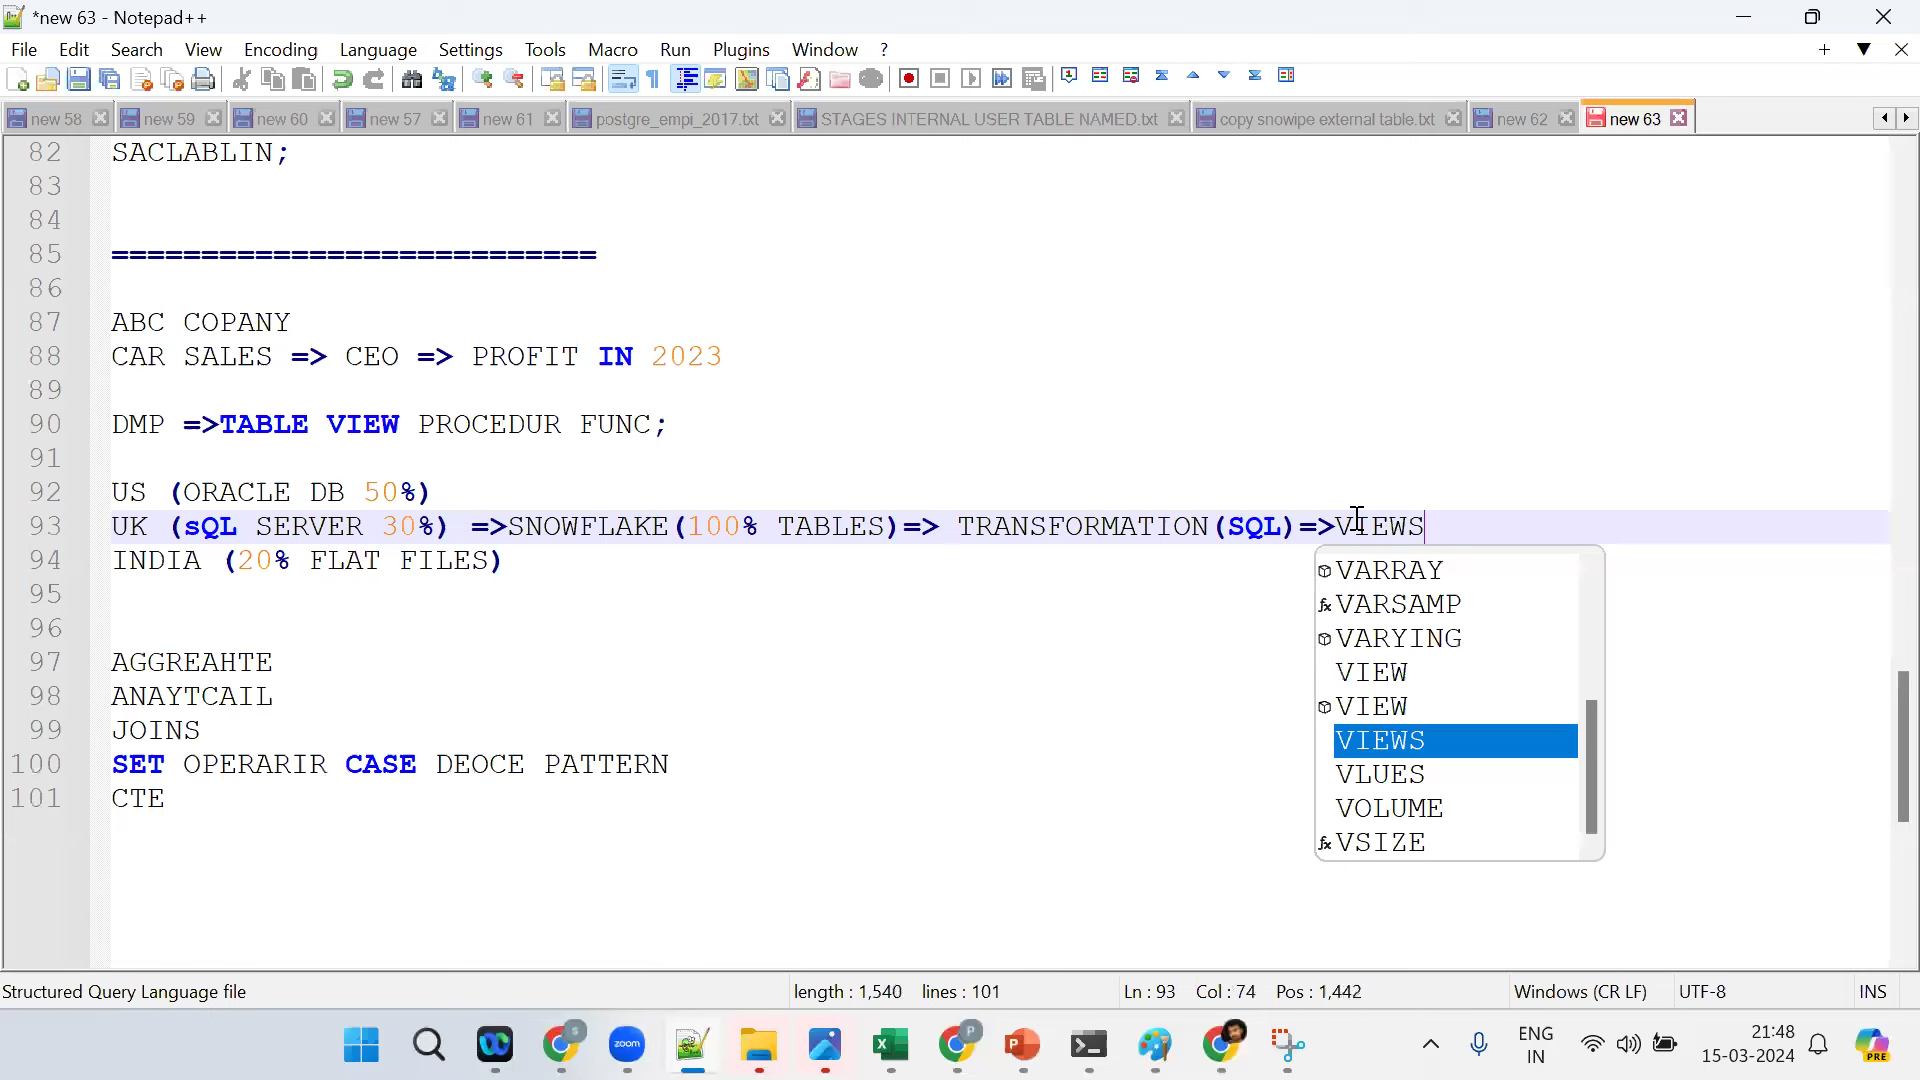 *new 63 - Notepad++
File Edit Search View Encoding Language Settings Tools Macro Run Plugins Window ?
new 58 new 59 new 60 new 57 new 61 postgre_empi_2017.txt STAGES INTERNAL USER TABLE NAMED.txt copy snowipe external table.txt new 62 new 63
82 SACLABLIN;
83
84
85 ===========================
86
87 ABC COPANY
88 CAR SALES => CEO => PROFIT IN 2023
89
90 DMP =>TABLE VIEW PROCEDUR FUNC;
91
92 US (ORACLE DB 50%)
93 UK (sQL SERVER 30%) =>SNOWFLAKE(100% TABLES)=> TRANSFORMATION(SQL)=>VIEWS
94 INDIA (20% FLAT FILES)
95
96
97 AGGREAHTE
98 ANAYTCAIL
99 JOINS
100 SET OPERARIR CASE DEOCE PATTERN
101 CTE
VARRAY
VARSAMP
VARYING
VIEW
VIEW
VIEWS
VLUES
VOLUME
VSIZE
Structured Query Language file length : 1,540 lines : 101 Ln : 93 Col : 74 Pos : 1,442 Windows (CR LF) UTF-8 INS
zoom ENG IN 21:48 15-03-2024 PRE